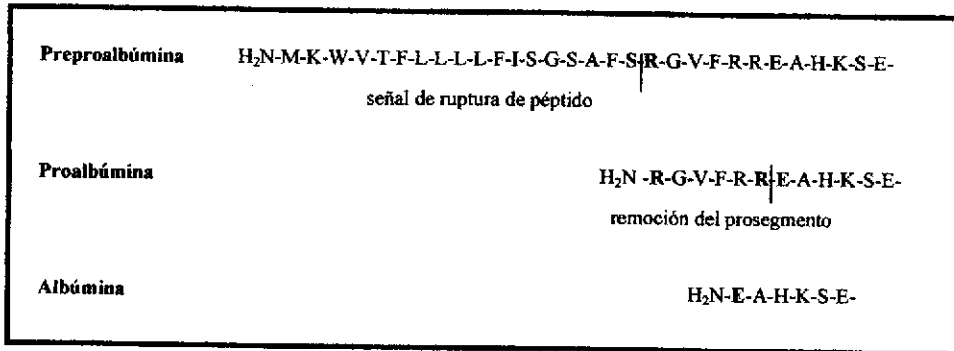 Preproalbúmina H₂N-M-K-W-V-T-F-L-L-L-L-F-I-S-G-S-A-F-S-R-G-V-F-R-R-E-A-H-K-S-E-
señal de ruptura de péptido
Proalbúmina H₂N -R-G-V-F-R-R-E-A-H-K-S-E-
remoción del prosegmento
Albúmina H₂N-E-A-H-K-S-E-